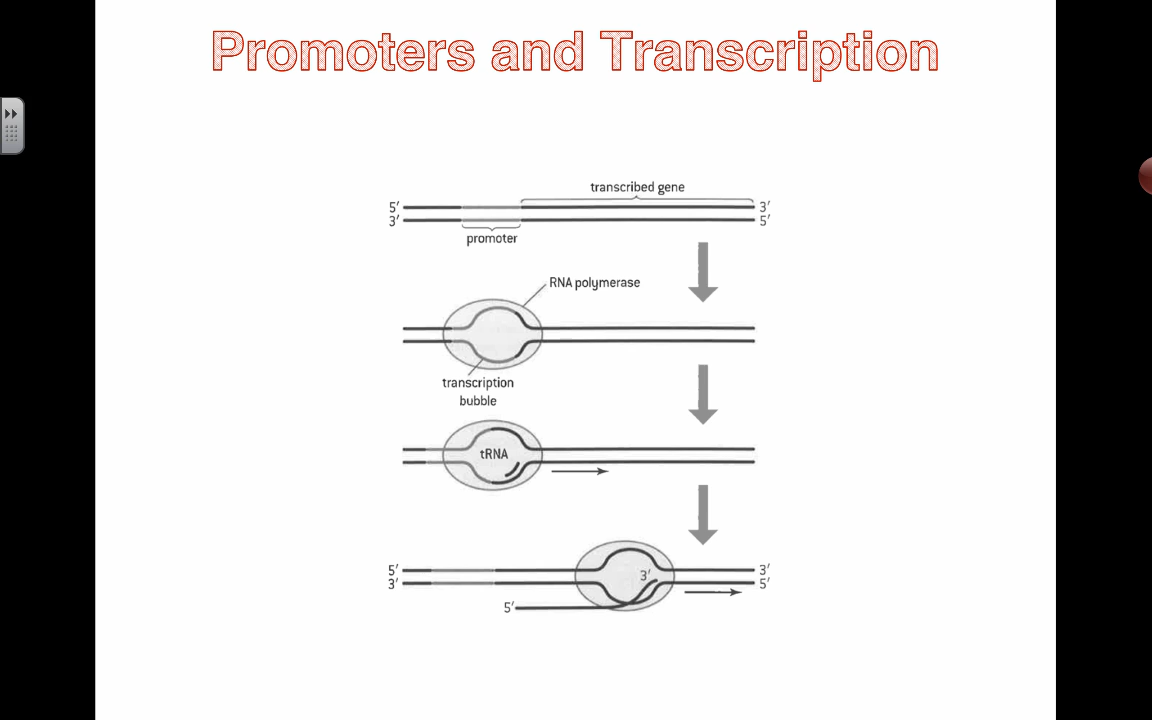 Promoters and Transcription
transcribed gene
5′ 3′
3′ 5′
promoter
RNA polymerase
transcription
bubble
tRNA
5′ 3′
3′ 3′ 5′
5′